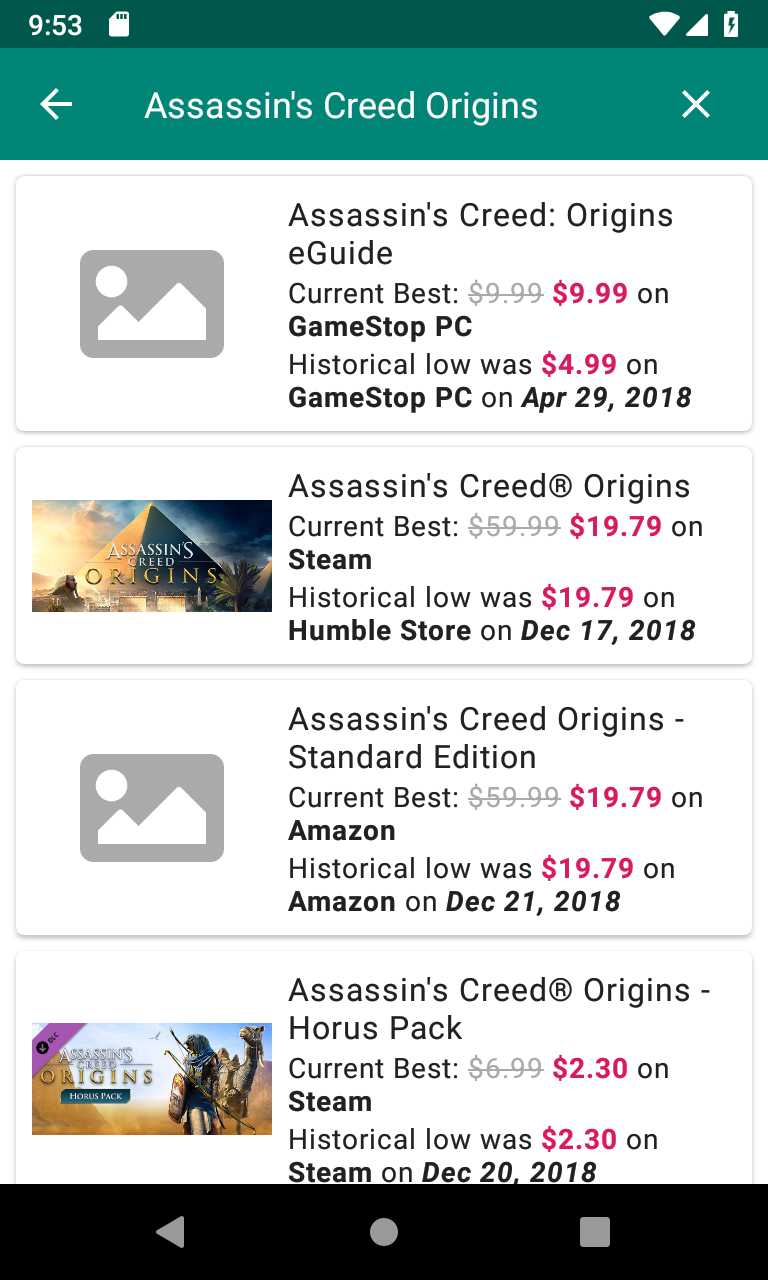 9:53
Assassin's Creed Origins
Assassin's Creed: Origins
eGuide
Current Best: $9.99 $9.99 on
GameStop PC
Historical low was $4.99 on
GameStop PC on Apr 29, 2018
ASSASSIN'S
CREED
ORIGINS
Assassin's Creed® Origins
Current Best: $59.99 $19.79 on
Steam
Historical low was $19.79 on
Humble Store on Dec 17, 2018
Assassin's Creed Origins -
Standard Edition
Current Best: $59.99 $19.79 on
Amazon
Historical low was $19.79 on
Amazon on Dec 21, 2018
DLC
ASSASSIN'S
CREED
ORIGINS
HORUS PACK
Assassin's Creed® Origins -
Horus Pack
Current Best: $6.99 $2.30 on
Steam
Historical low was $2.30 on
Steam on Dec 20, 2018